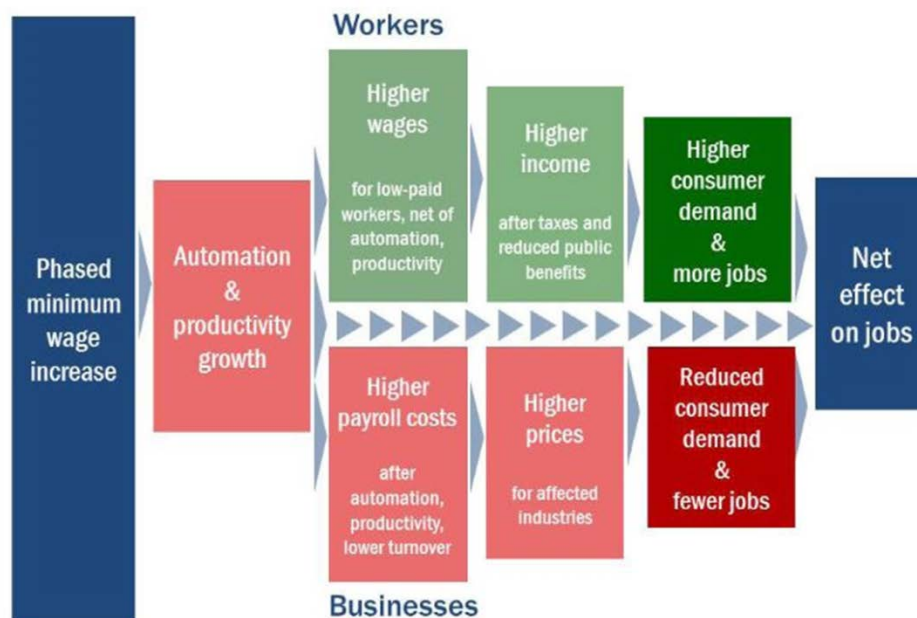 Workers
Phased
minimum
wage
increase
Automation
&
productivity
growth
Higher
wages
for low-paid
workers, net of
automation,
productivity
Higher
income
after taxes and
reduced public
benefits
Higher
consumer
demand
&
more jobs
Higher
payroll costs
after
automation,
productivity,
lower turnover
Higher
prices
for affected
industries
Reduced
consumer
demand
&
fewer jobs
Net
effect
on jobs
Businesses